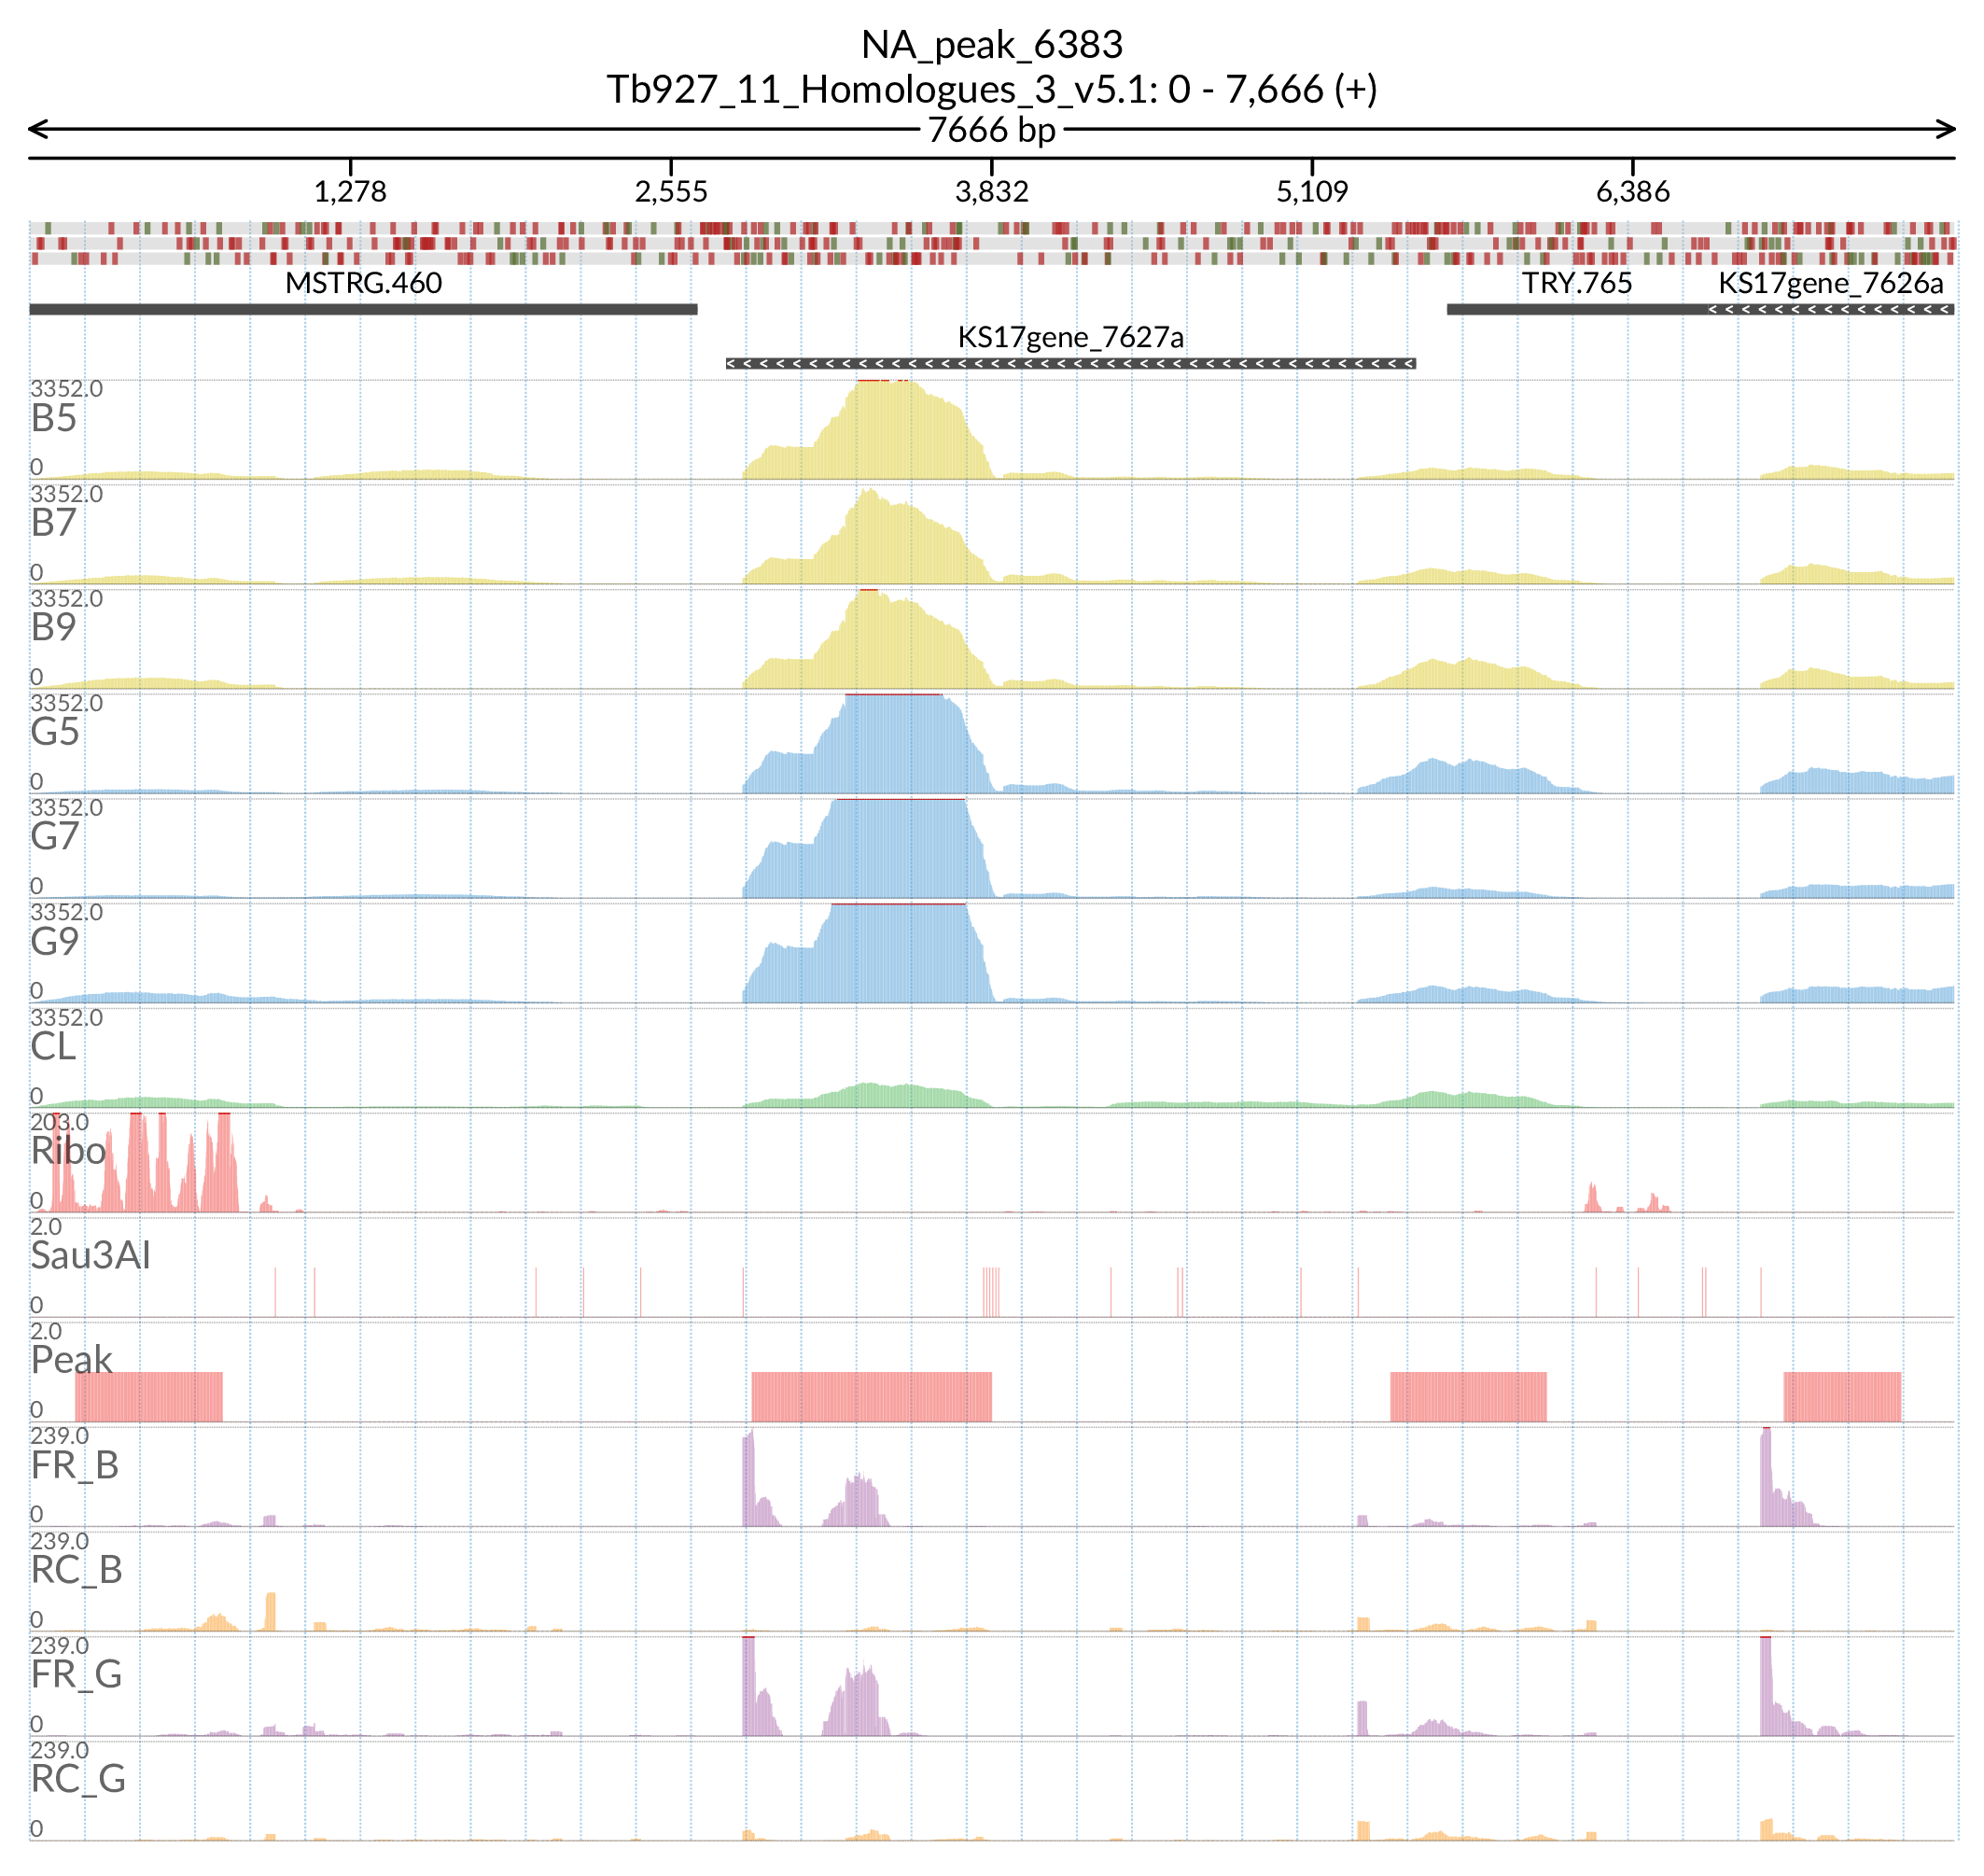 NA_peak_6383
Tb927_11_Homologues_3_v5.1: 0 - 7,666 (+)
7666 bp
1,278 2,555 3,832 5,109 6,386
MSTRG.460 TRY.765 KS17gene_7626a
KS17gene_7627a
3352.0
B5
0
3352.0
B7
0
3352.0
B9
0
3352.0
G5
0
3352.0
G7
0
3352.0
G9
0
3352.0
CL
0
203.0
Ribo
0
2.0
Sau3AI
0
2.0
Peak
0
239.0
FR_B
0
239.0
RC_B
0
239.0
FR_G
0
239.0
RC_G
0